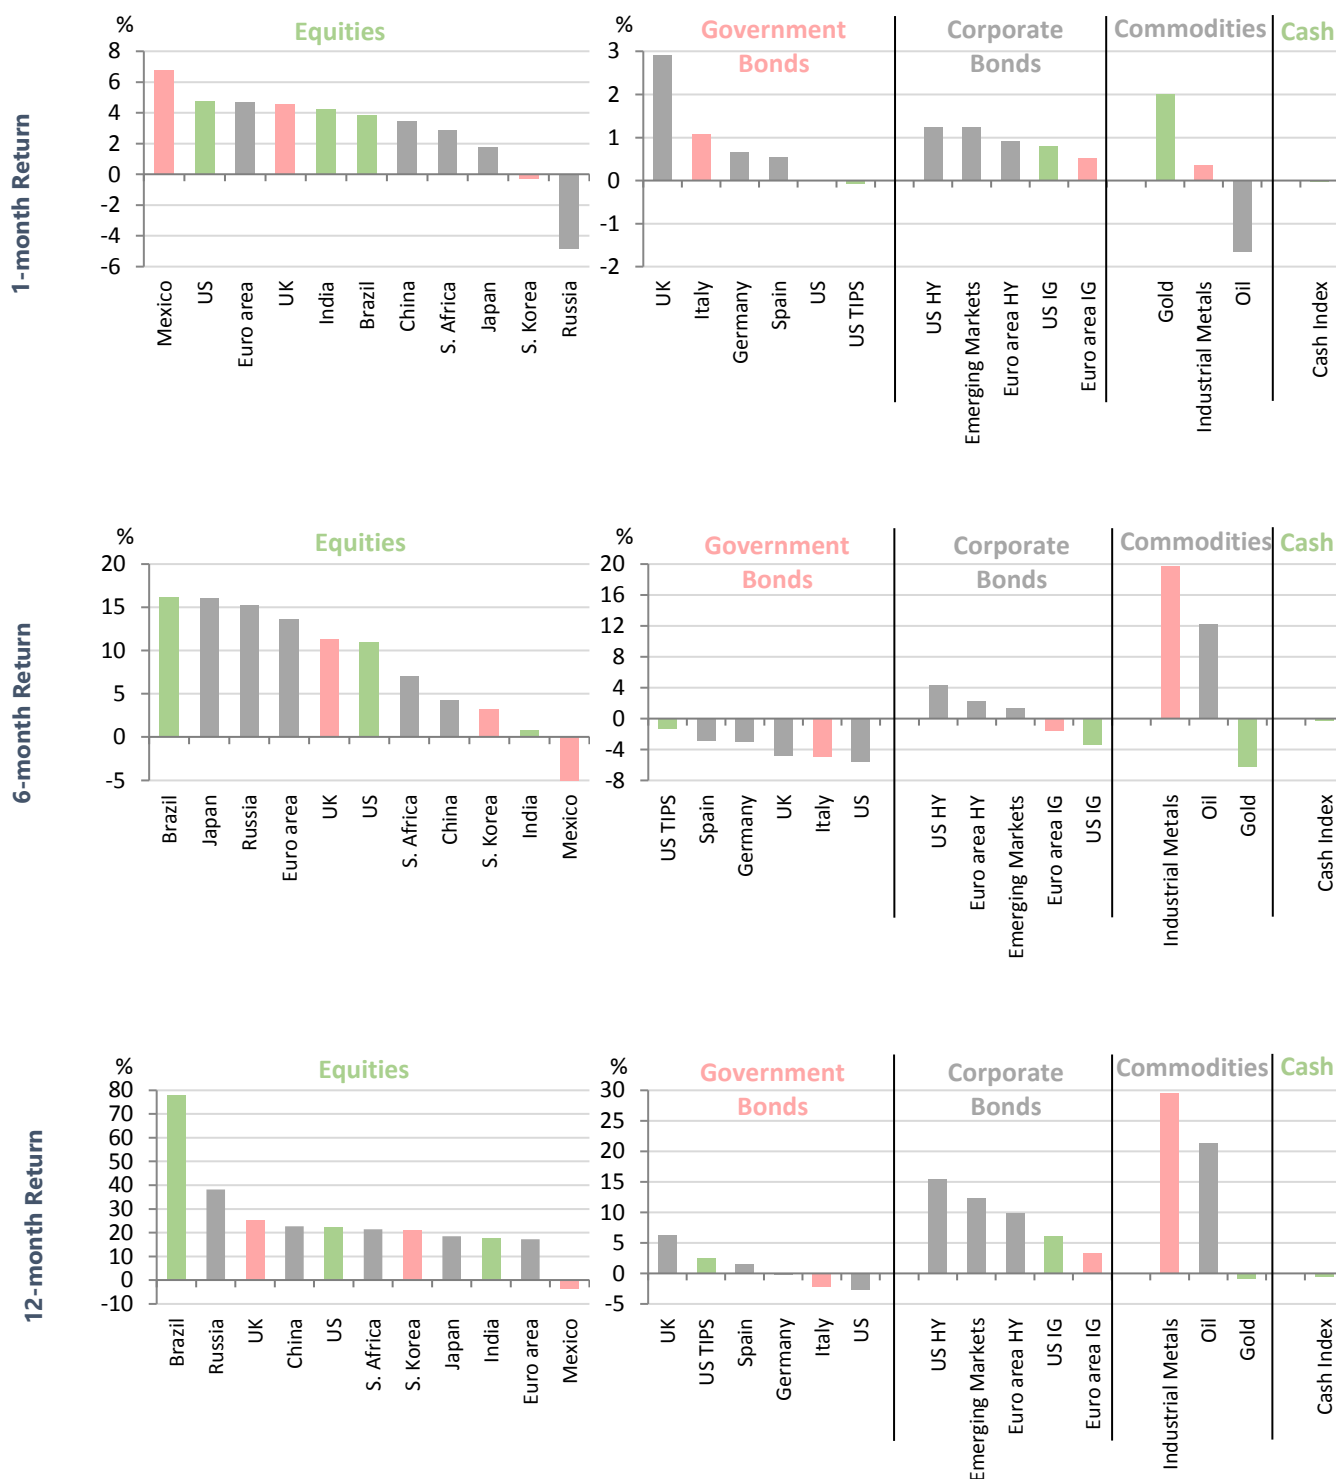 1-month Return
%
Equities
8
6
4
2
0
-2
-4
-6
Mexico
US
Euro area
UK
India
Brazil
China
S. Africa
Japan
S. Korea
Russia
%
Government
Bonds
Corporate
Bonds
Commodities
Cash
3
2
1
0
-1
-2
UK
Italy
Germany
Spain
US
US TIPS
US HY
Emerging Markets
Euro area HY
US IG
Euro area IG
Gold
Industrial Metals
Oil
Cash Index
6-month Return
%
Equities
20
15
10
5
0
-5
Brazil
Japan
Russia
Euro area
UK
US
S. Africa
China
S. Korea
India
Mexico
%
Government
Bonds
Corporate
Bonds
Commodities
Cash
20
16
12
8
4
0
-4
-8
US TIPS
Spain
Germany
UK
Italy
US
US HY
Euro area HY
Emerging Markets
Euro area IG
US IG
Industrial Metals
Oil
Gold
Cash Index
12-month Return
%
Equities
80
70
60
50
40
30
20
10
0
-10
Brazil
Russia
UK
China
US
S. Africa
S. Korea
Japan
India
Euro area
Mexico
%
Government
Bonds
Corporate
Bonds
Commodities
Cash
30
25
20
15
10
5
0
-5
UK
US TIPS
Spain
Germany
Italy
US
US HY
Emerging Markets
Euro area HY
US IG
Euro area IG
Industrial Metals
Oil
Gold
Cash Index